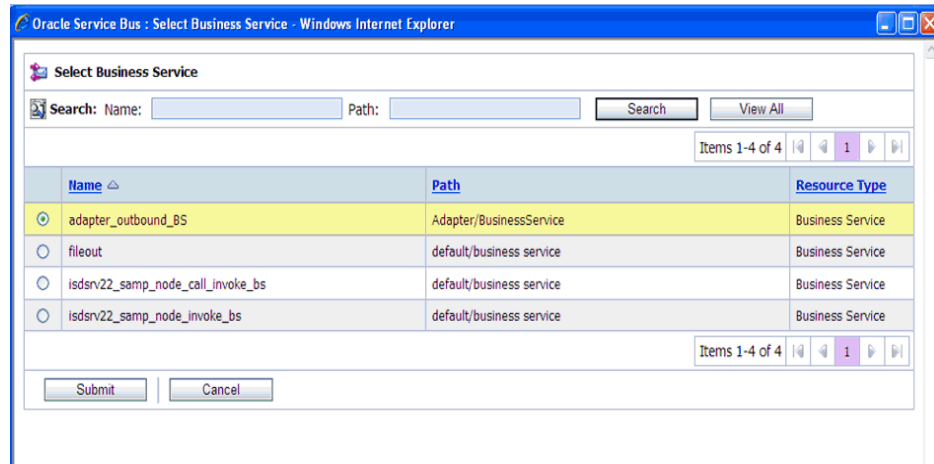 Oracle Service Bus : Select Business Service - Windows Internet Explorer
Select Business Service
Search: Name: Path: Search View All
Items 1-4 of 4 1
Name Path Resource Type
adapter_outbound_BS Adapter/BusinessService Business Service
fileout default/business service Business Service
isdsrv22_samp_node_call_invoke_bs default/business service Business Service
isdsrv22_samp_node_invoke_bs default/business service Business Service
Items 1-4 of 4 1
Submit Cancel